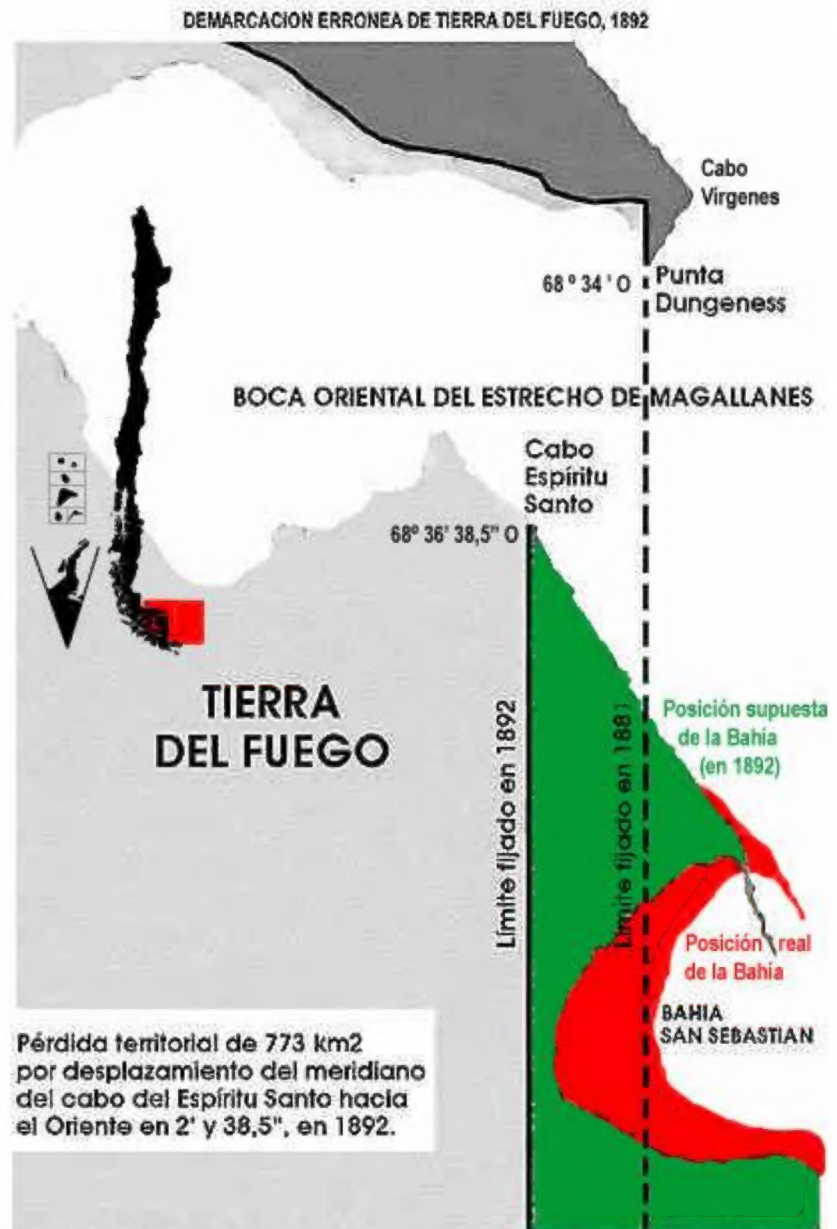 DEMARCACION ERRONEA DE TIERRA DEL FUEGO, 1892
Cabo
Virgenes
68 º 34 ' O
Punta
Dungeness
BOCA ORIENTAL DEL ESTRECHO DE MAGALLANES
Cabo
Espíritu
Santo
68º 36' 38,5" O
TIERRA
DEL FUEGO
Límite fijado en 1892
Límite fijado en 1881
Posición supuesta
de la Bahía
(en 1892)
Posición real
de la Bahía
BAHIA
SAN SEBASTIAN
Pérdida territorial de 773 km2
por desplazamiento del meridiano
del cabo del Espíritu Santo hacia
el Oriente en 2' y 38,5", en 1892.